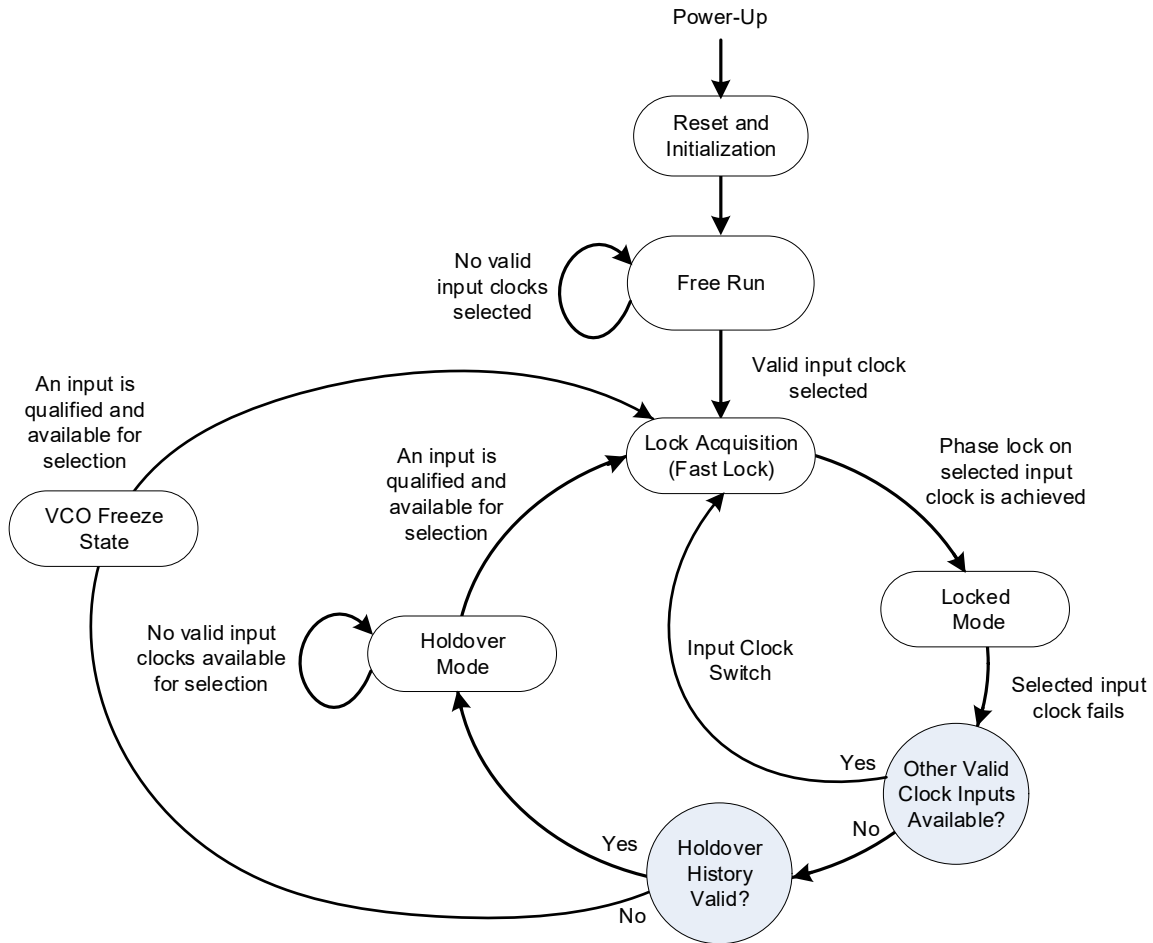 Power-Up
Reset and
Initialization
No valid
input clocks
selected
Free Run
Valid input clock
selected
An input is
qualified and
available for
selection
Lock Acquisition
(Fast Lock)
An input is
qualified and
available for
selection
Phase lock on
selected input
clock is achieved
VCO Freeze
State
Locked
Mode
No valid input
clocks available
for selection
Holdover
Mode
Input Clock
Switch
Selected input
clock fails
Yes
Other Valid
Clock Inputs
Available?
No
Yes
Holdover
History
Valid?
No